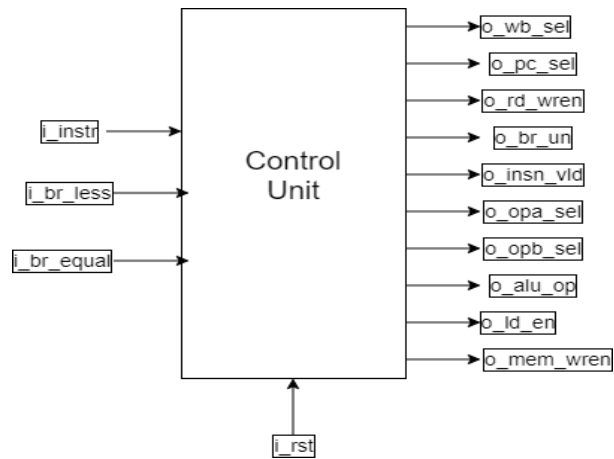 o_wb_sel
o_pc_sel
o_rd_wren
i_instr
o_br_un
Control
Unit
o_insn_vld
i_br_less
o_opa_sel
o_opb_sel
i_br_equal
o_alu_op
o_ld_en
o_mem_wren
i_rst